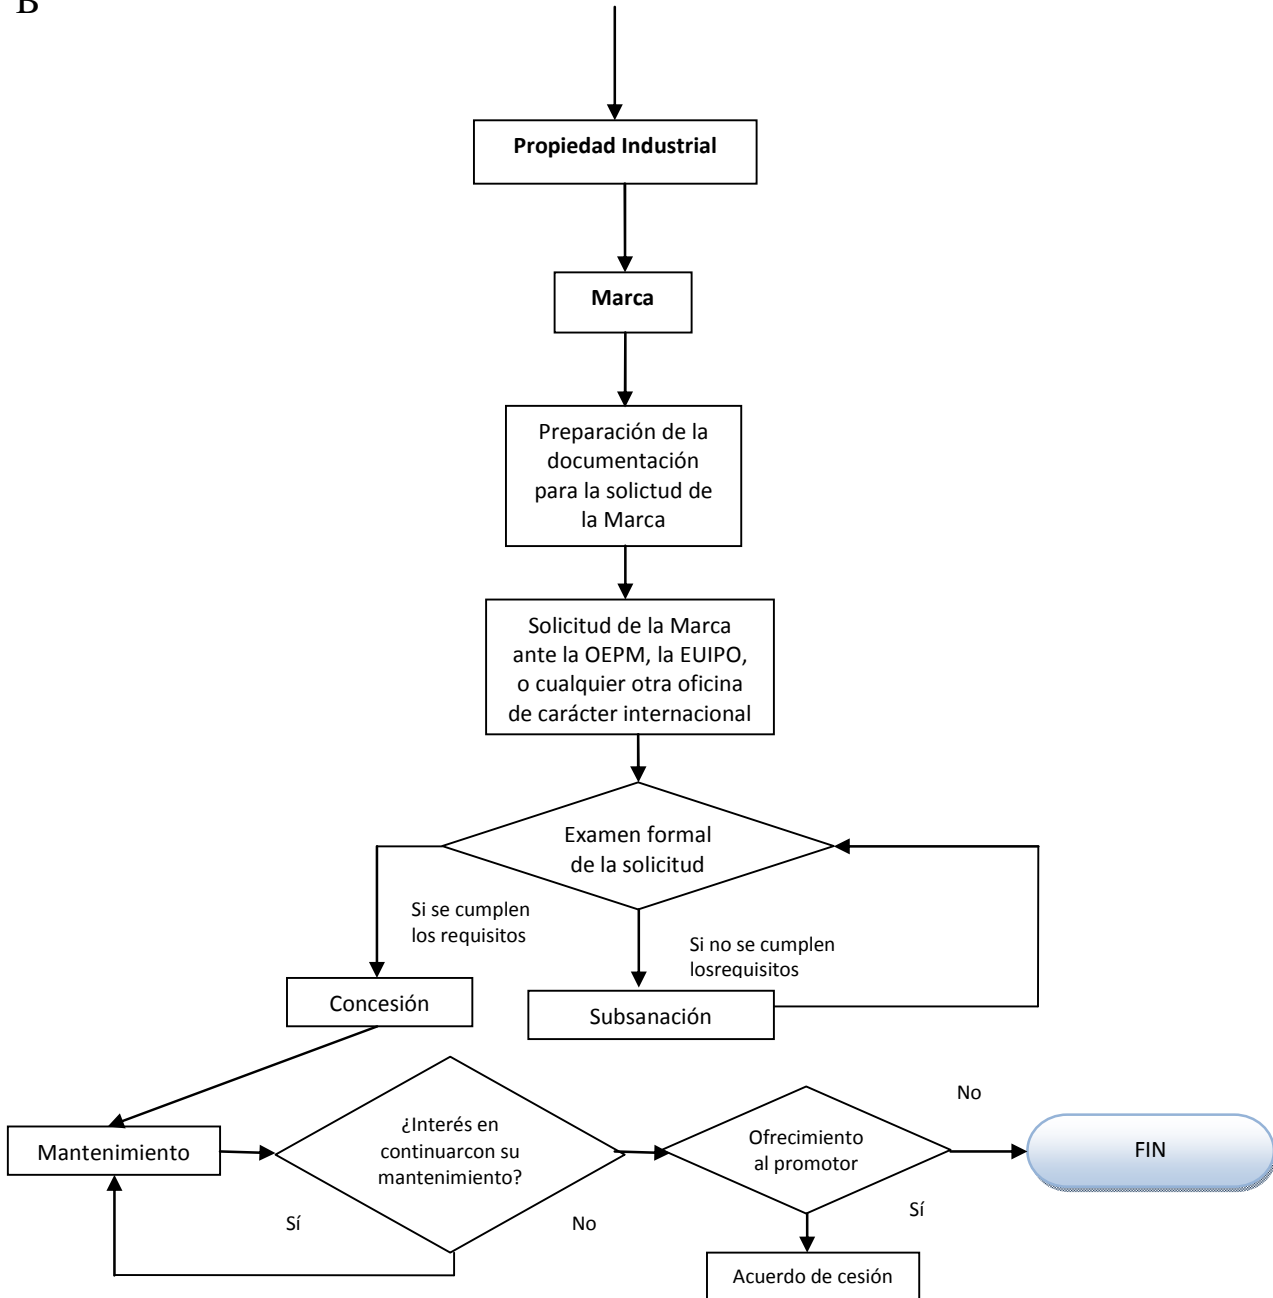 B
Propiedad Industrial
Marca
Preparación de la
documentación
para la solictud de
la Marca
Solicitud de la Marca
ante la OEPM, la EUIPO,
o cualquier otra oficina
de carácter internacional
Examen formal
de la solicitud
Si se cumplen
los requisitos
Si no se cumplen
losrequisitos
Concesión
Subsanación
Mantenimiento
¿Interés en
continuarcon su
mantenimiento?
Sí
No
Ofrecimiento
al promotor
No
Sí
FIN
Acuerdo de cesión